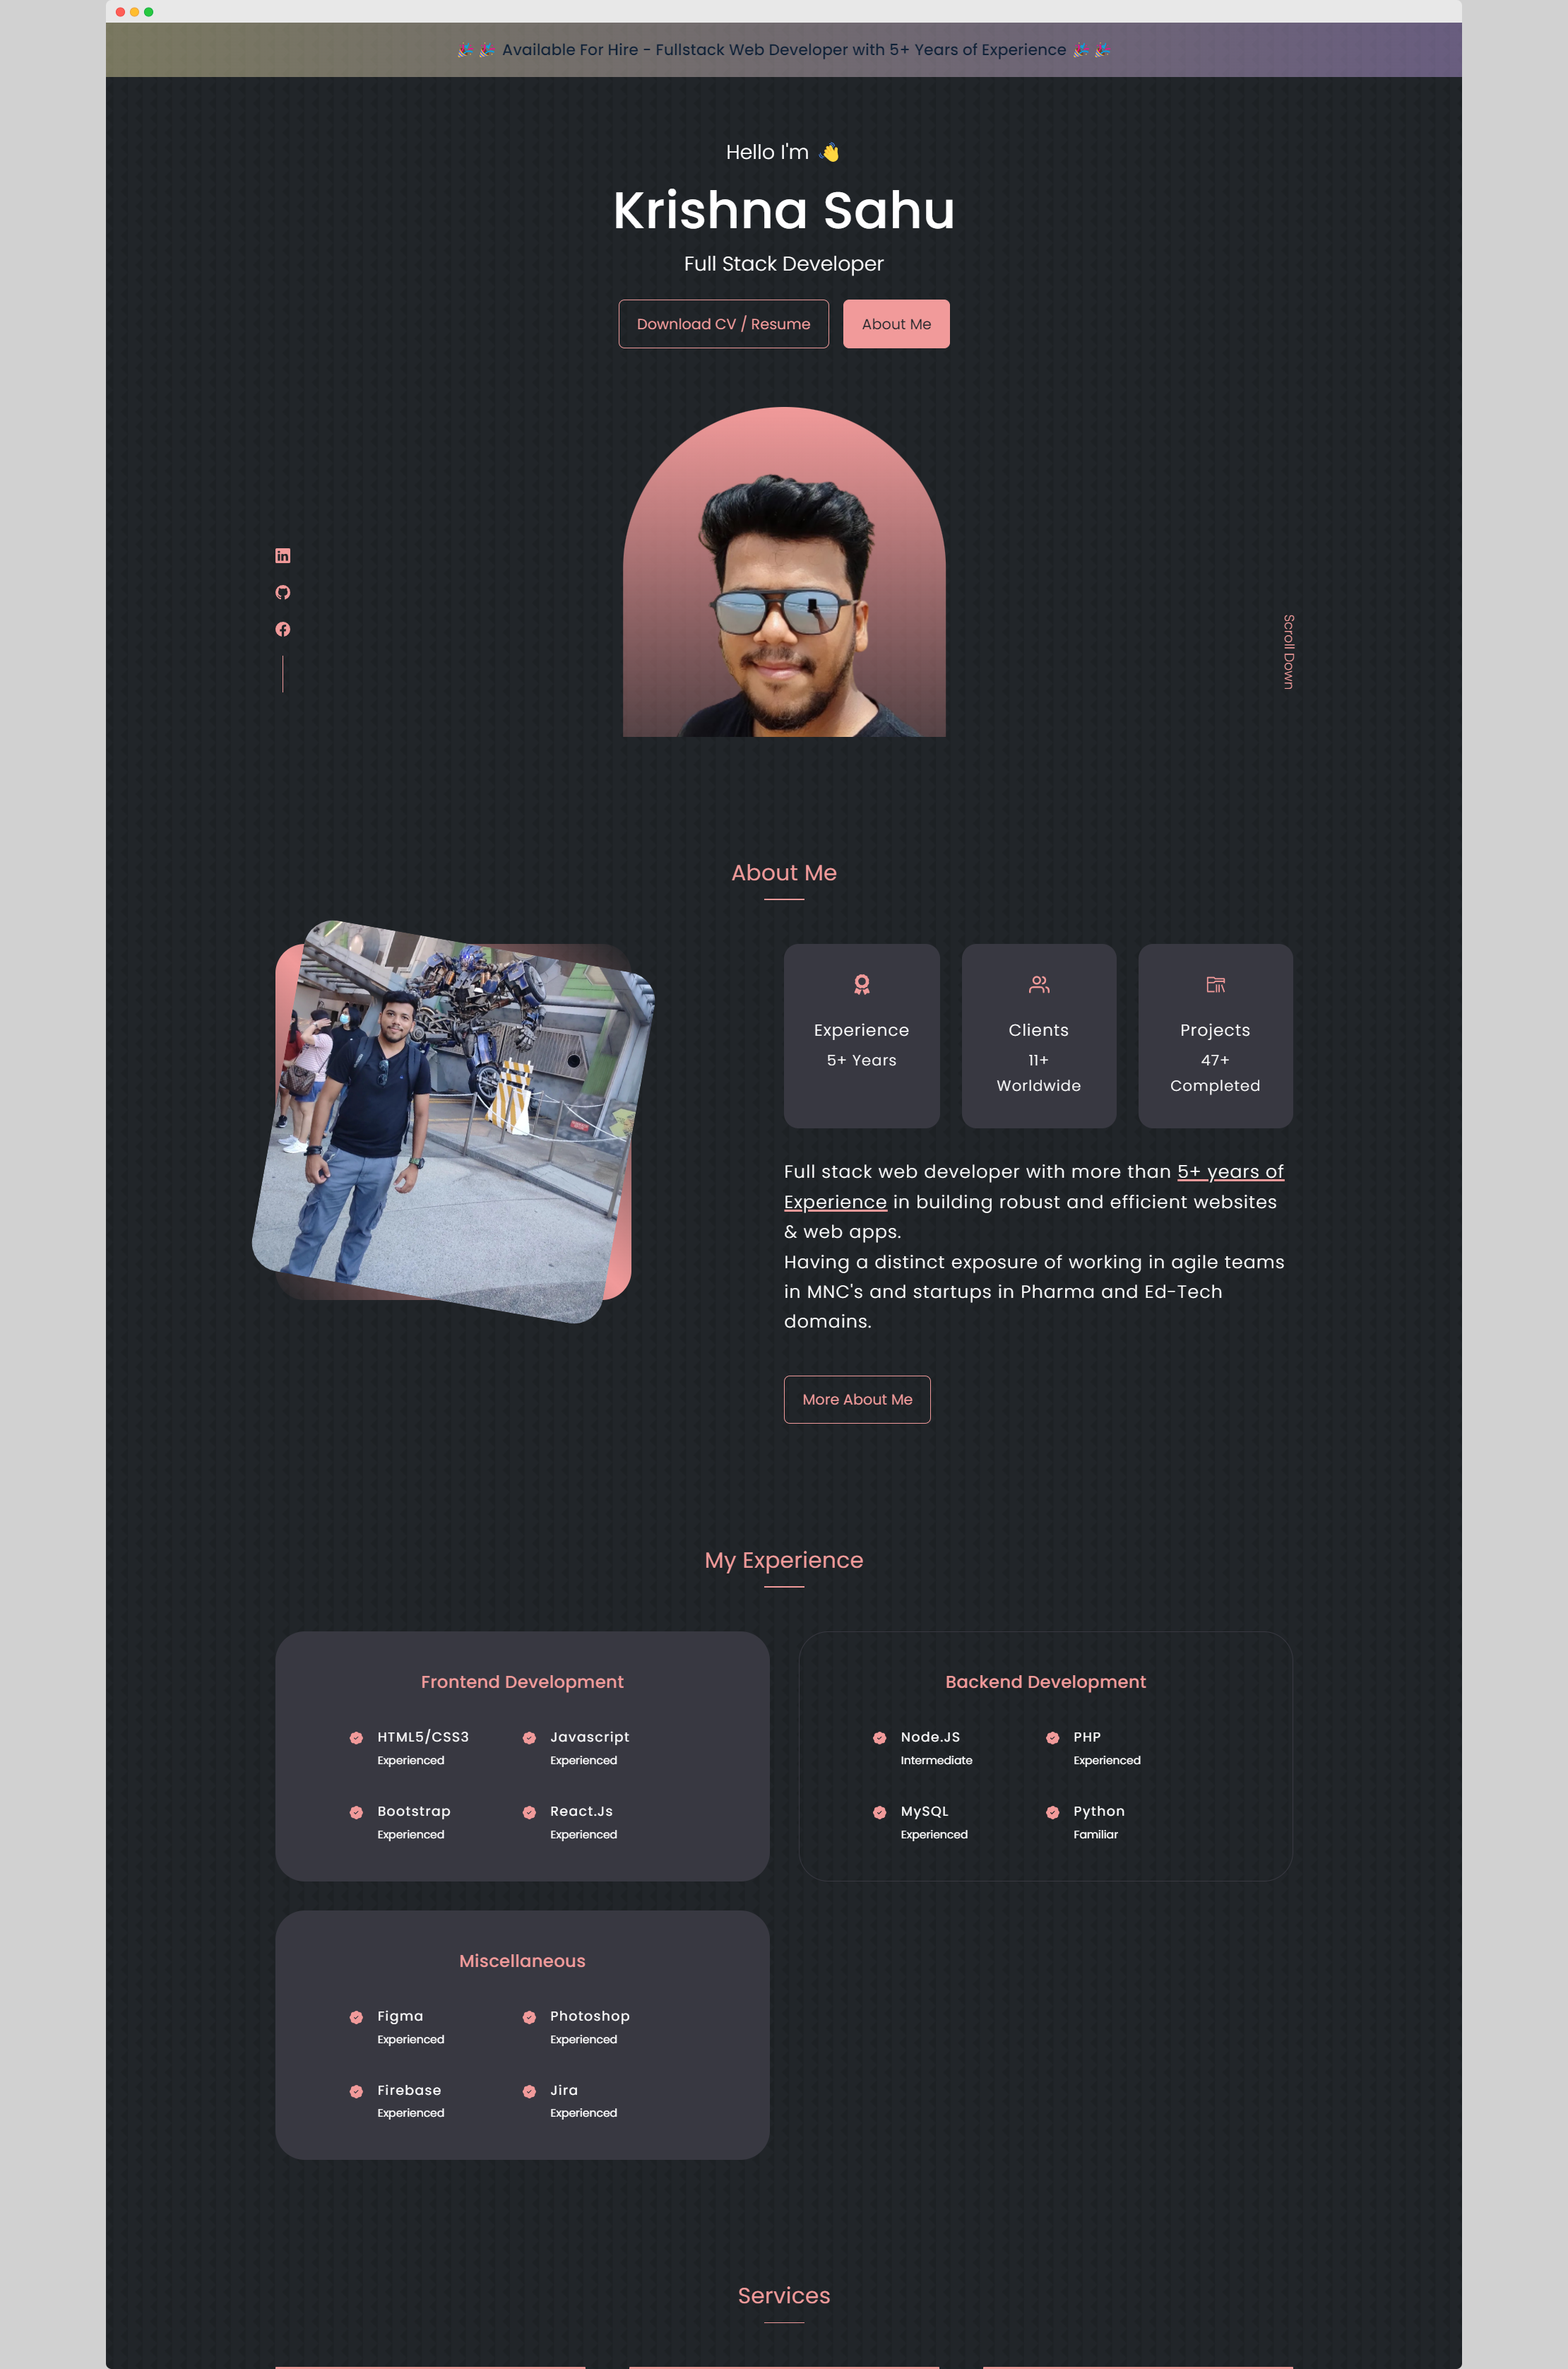 🎉🎉 Available For Hire - Fullstack Web Developer with 5+ Years of Experience 🎉🎉
Hello I'm 👋
Krishna Sahu
Full Stack Developer
Download CV / Resume
About Me
Scroll Down
About Me
Experience
5+ Years
Clients
11+
Worldwide
Projects
47+
Completed
Full stack web developer with more than 5+ years of
Experience in building robust and efficient websites
& web apps.
Having a distinct exposure of working in agile teams
in MNC's and startups in Pharma and Ed-Tech
domains.
More About Me
My Experience
Frontend Development
HTML5/CSS3
Experienced
Javascript
Experienced
Bootstrap
Experienced
React.Js
Experienced
Backend Development
Node.JS
Intermediate
PHP
Experienced
MySQL
Experienced
Python
Familiar
Miscellaneous
Figma
Experienced
Photoshop
Experienced
Firebase
Experienced
Jira
Experienced
Services